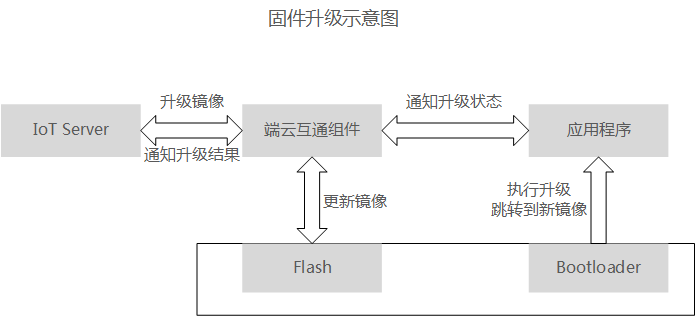 固件升级示意图
升级镜像
通知升级状态
IoT Server
端云互通组件
应用程序
通知升级结果
更新镜像
执行升级
跳转到新镜像
Flash
Bootloader